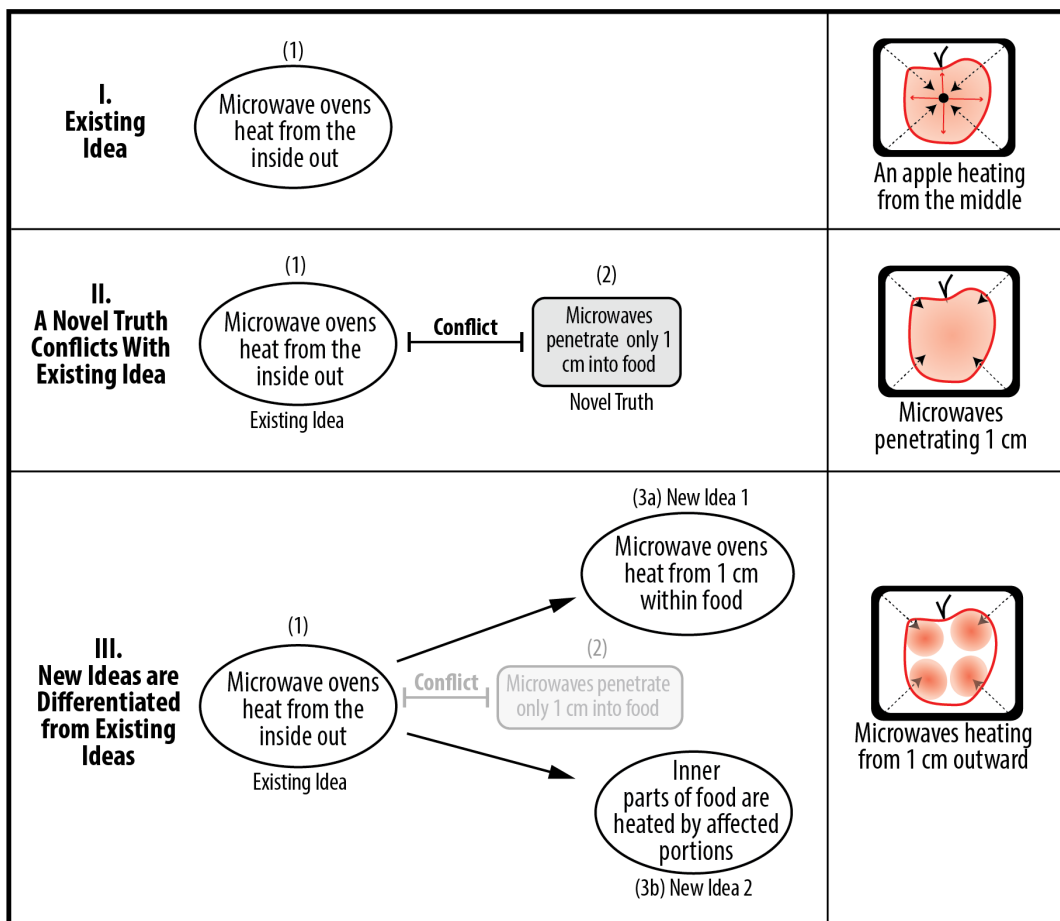 (1)
I.
Existing
Idea
Microwave ovens
heat from the
inside out
An apple heating
from the middle
(1)
(2)
II.
A Novel Truth
Conflicts With
Existing Idea
Microwave ovens
heat from the
inside out
Existing Idea
Conflict
Microwaves
penetrate only 1
cm into food
Novel Truth
Microwaves
penetrating 1 cm
(3a) New Idea 1
Microwave ovens
heat from 1 cm
within food
III.
New Ideas are
Differentiated
from Existing
Ideas
(1)
Microwave ovens
heat from the
inside out
Existing Idea
(2)
Conflict
Microwaves penetrate
only 1 cm into food
Inner
parts of food are
heated by affected
portions
(3b) New Idea 2
Microwaves heating
from 1 cm outward